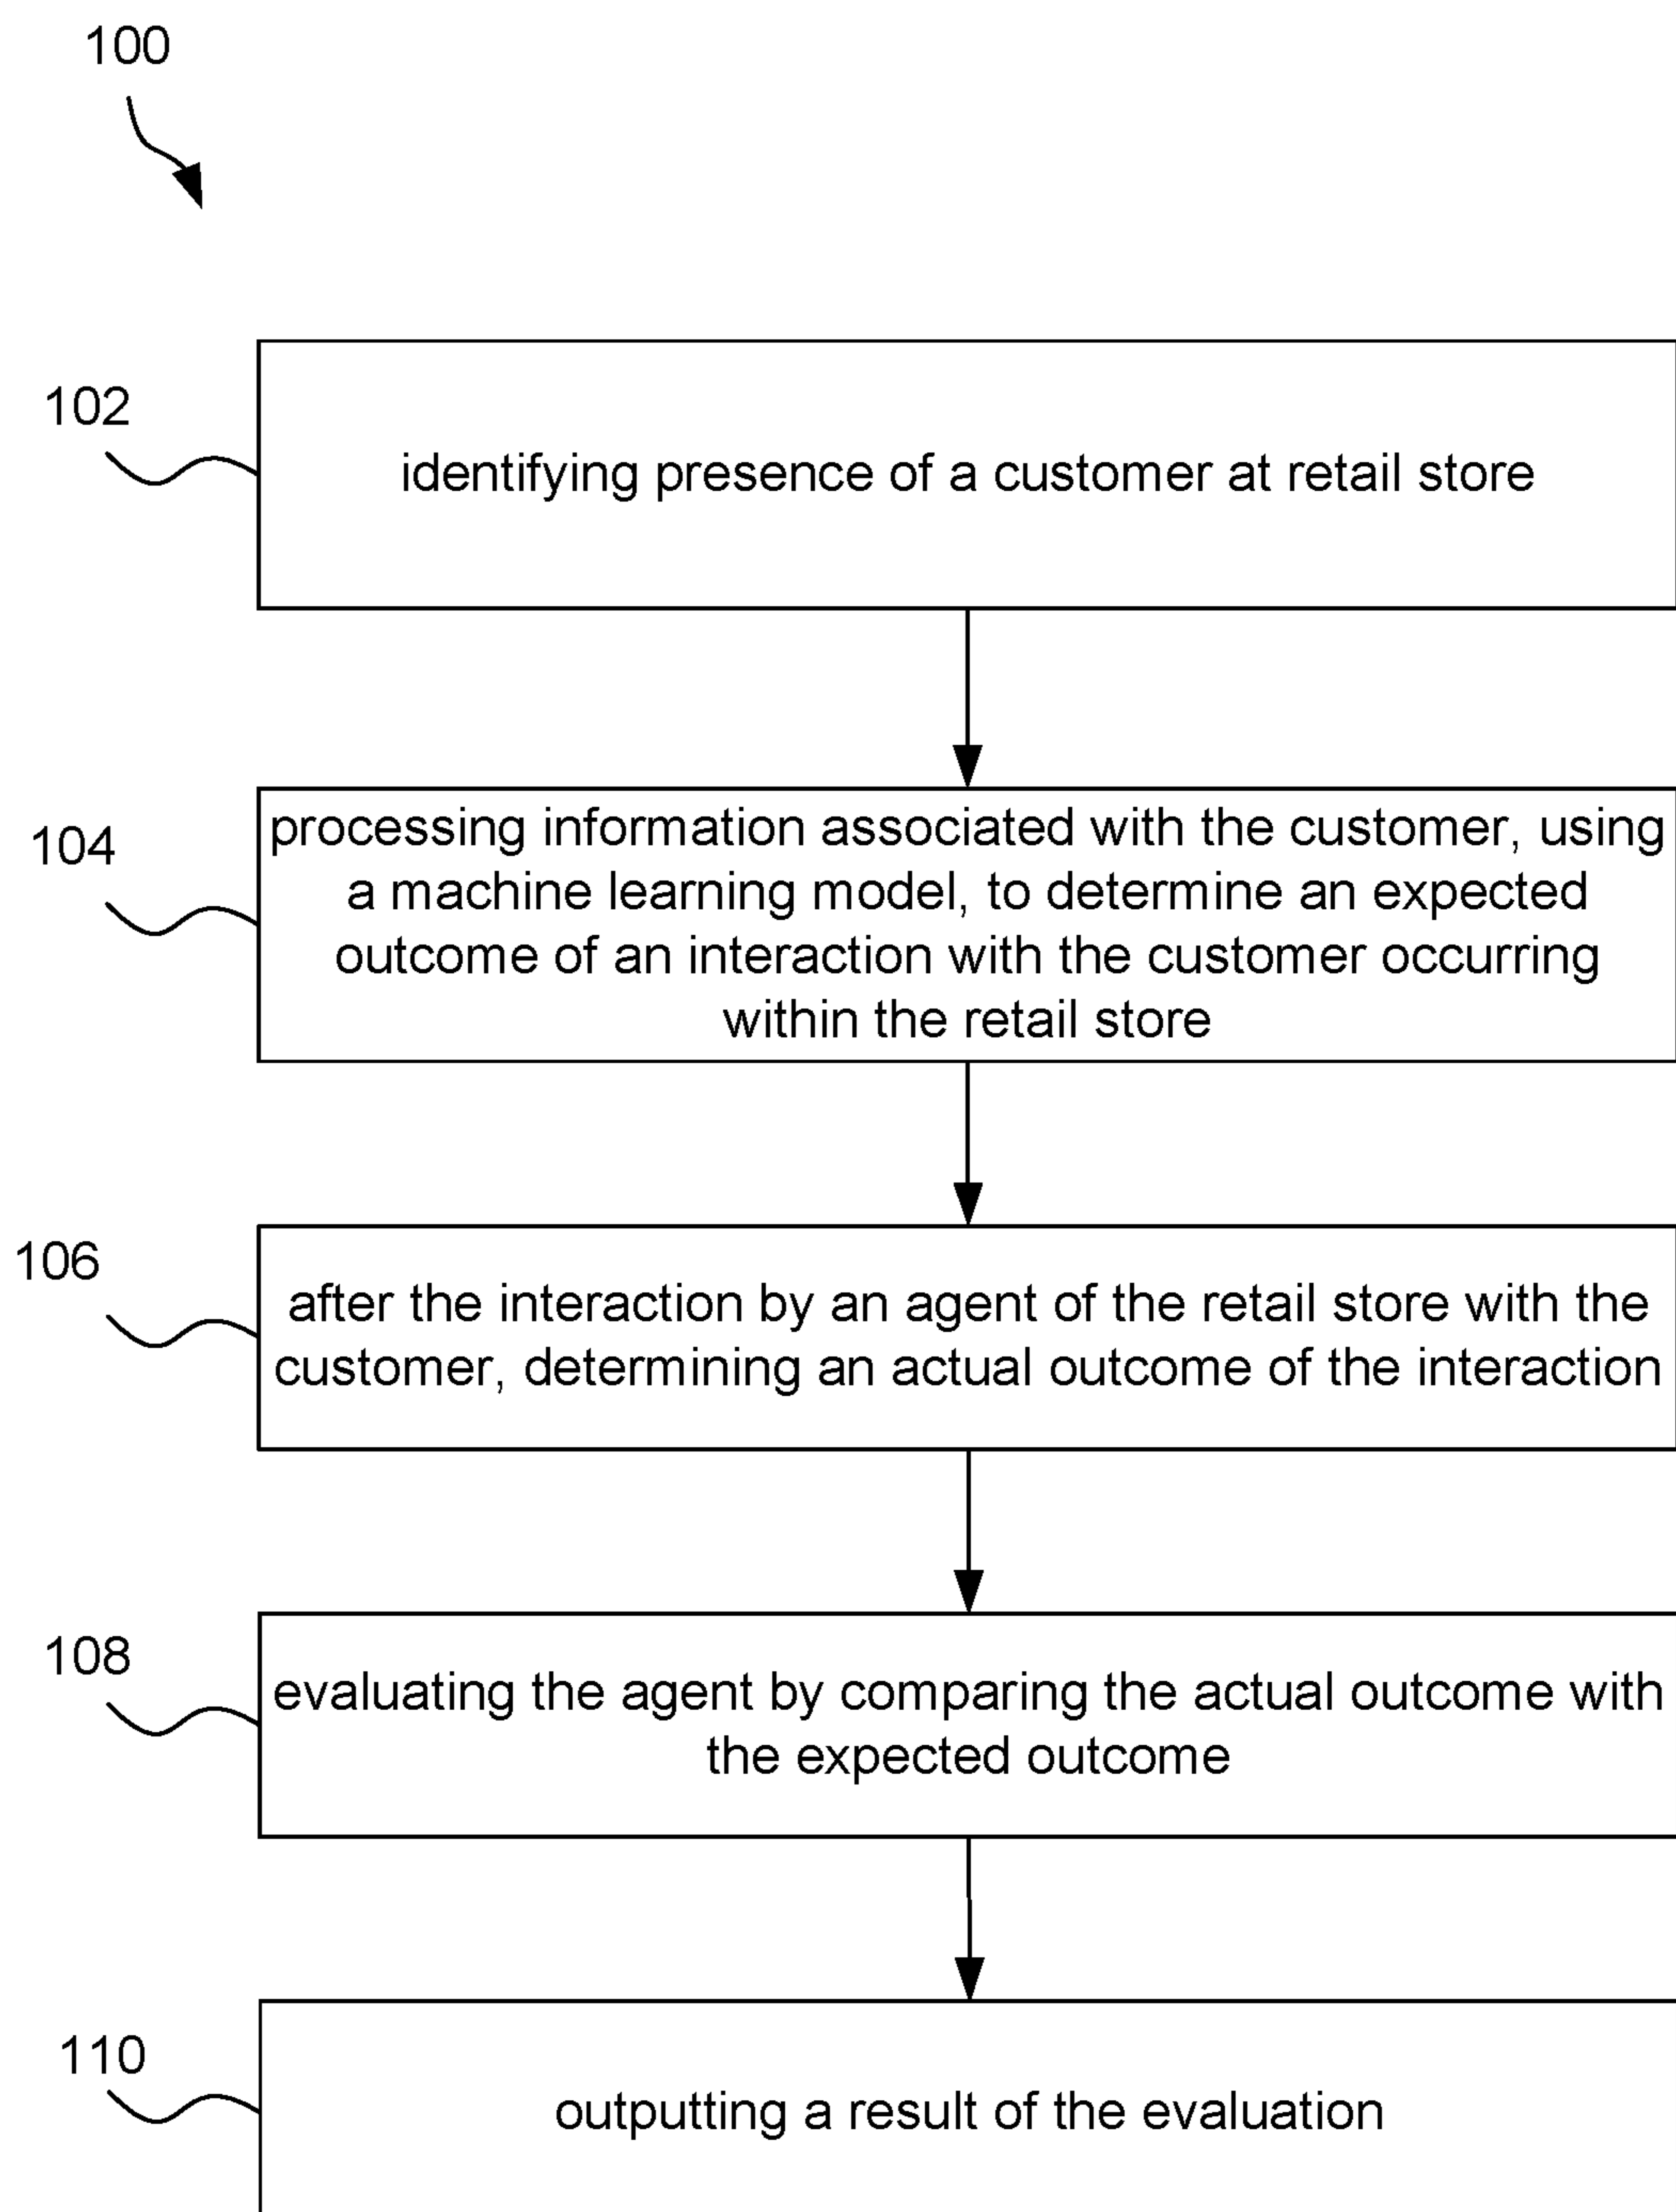 100
102
identifying presence of a customer at retail store
104
processing information associated with the customer, using
a machine learning model, to determine an expected
outcome of an interaction with the customer occurring
within the retail store
106
after the interaction by an agent of the retail store with the
customer, determining an actual outcome of the interaction
108
evaluating the agent by comparing the actual outcome with
the expected outcome
110
outputting a result of the evaluation